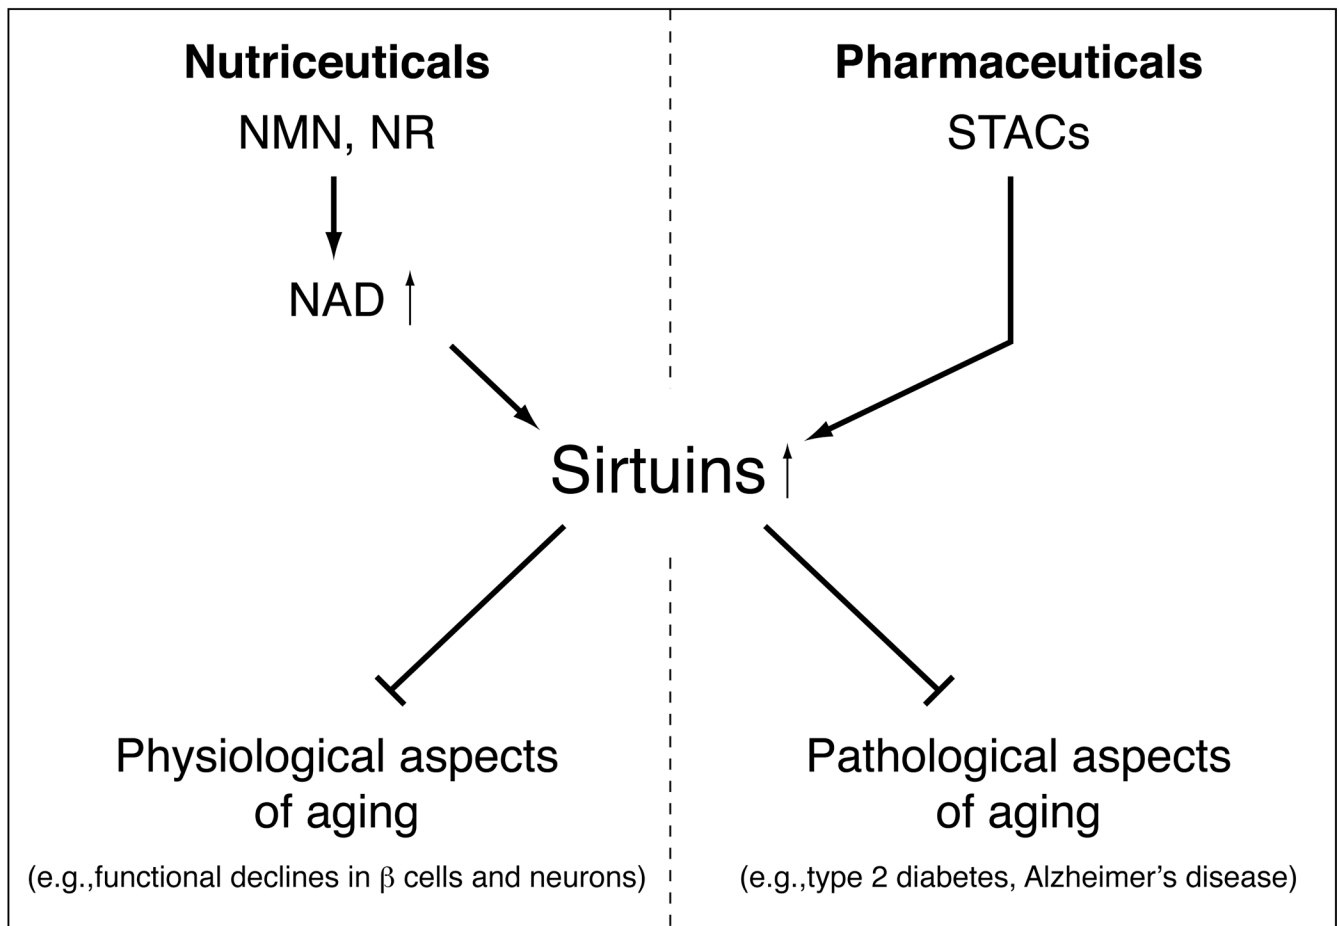 Nutriceuticals
NMN, NR
NAD
Pharmaceuticals
STACs
Sirtuins
Physiological aspects
of aging
(e.g.,functional declines in β cells and neurons)
Pathological aspects
of aging
(e.g.,type 2 diabetes, Alzheimer’s disease)